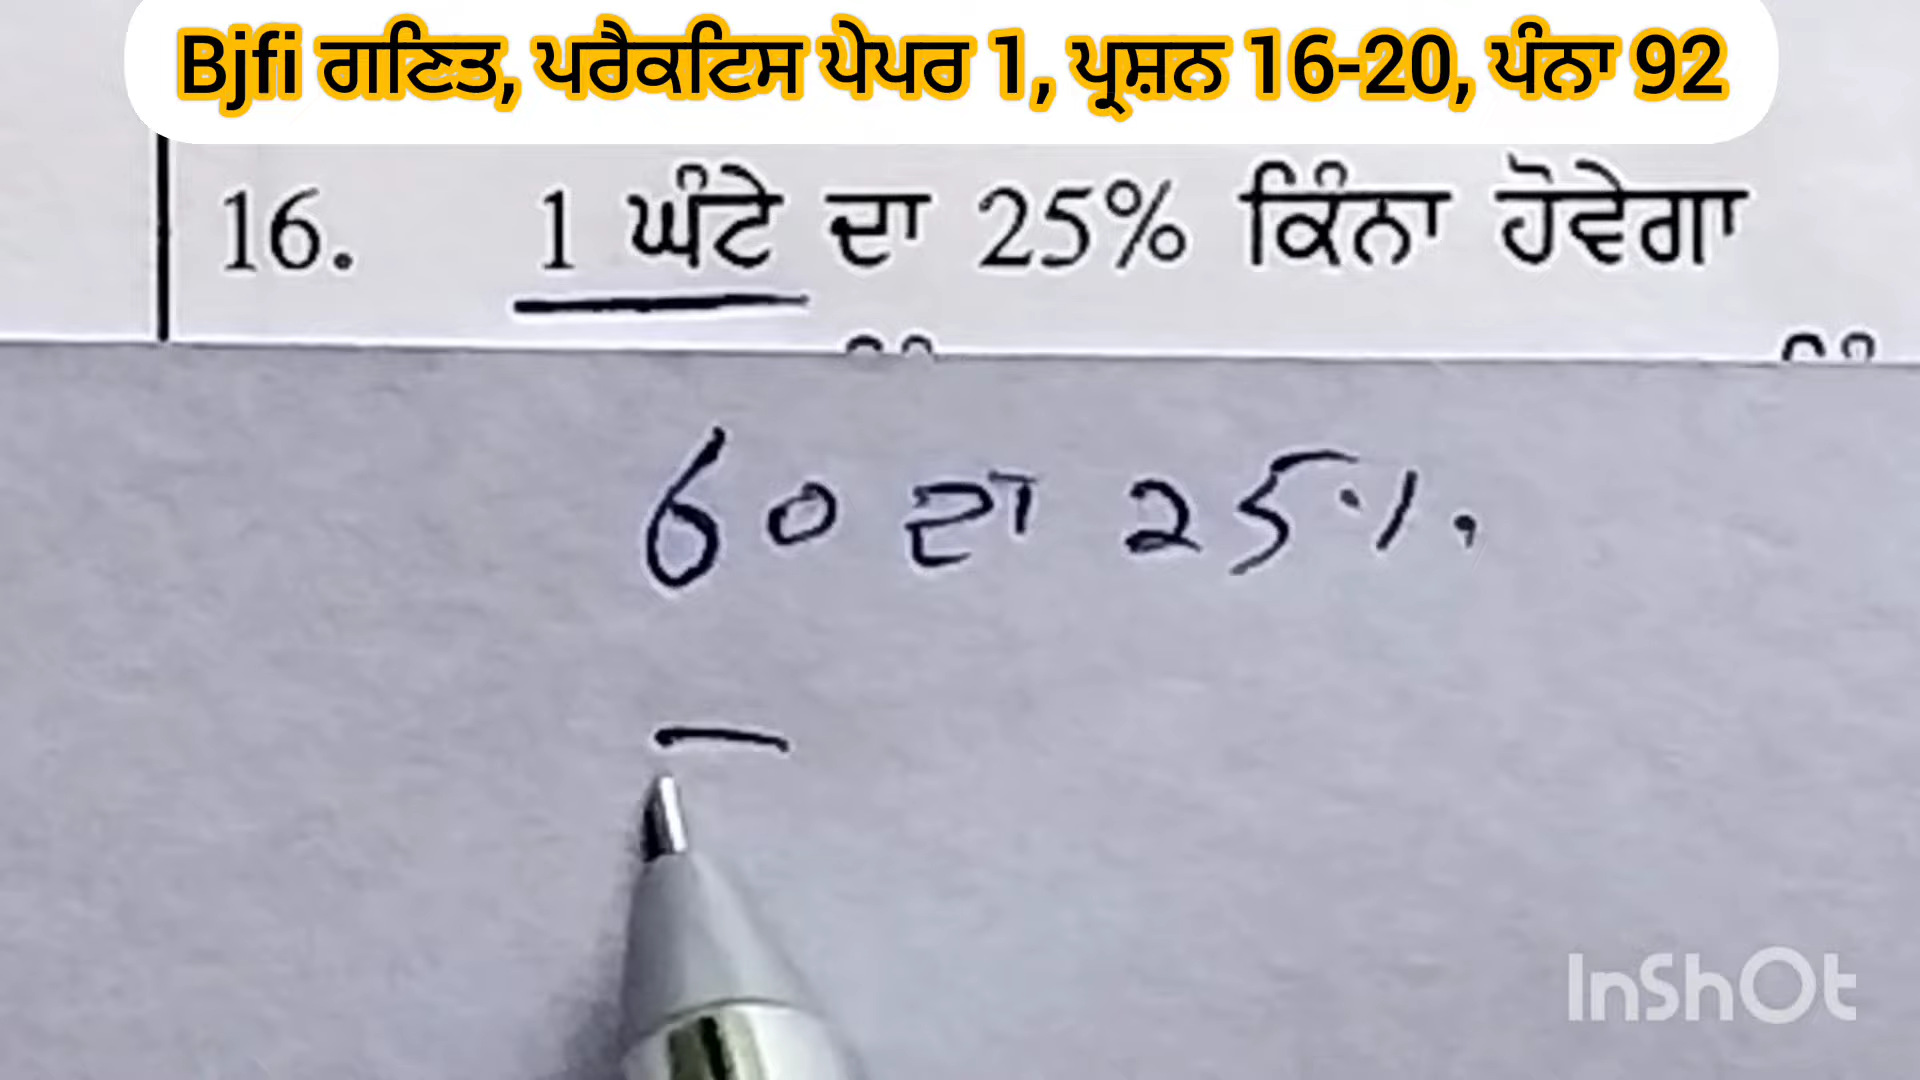 Bjfi ਗਣਿਤ, ਪਰੈਕਟਿਸ ਪੇਪਰ 1, ਪ੍ਰਸ਼ਨ 16-20, ਪੰਨਾ 92
16. 1 ਘੰਟੇ ਦਾ 25% ਕਿੰਨਾ ਹੋਵੇਗਾ
60 ਦਾ 25%
InShOt